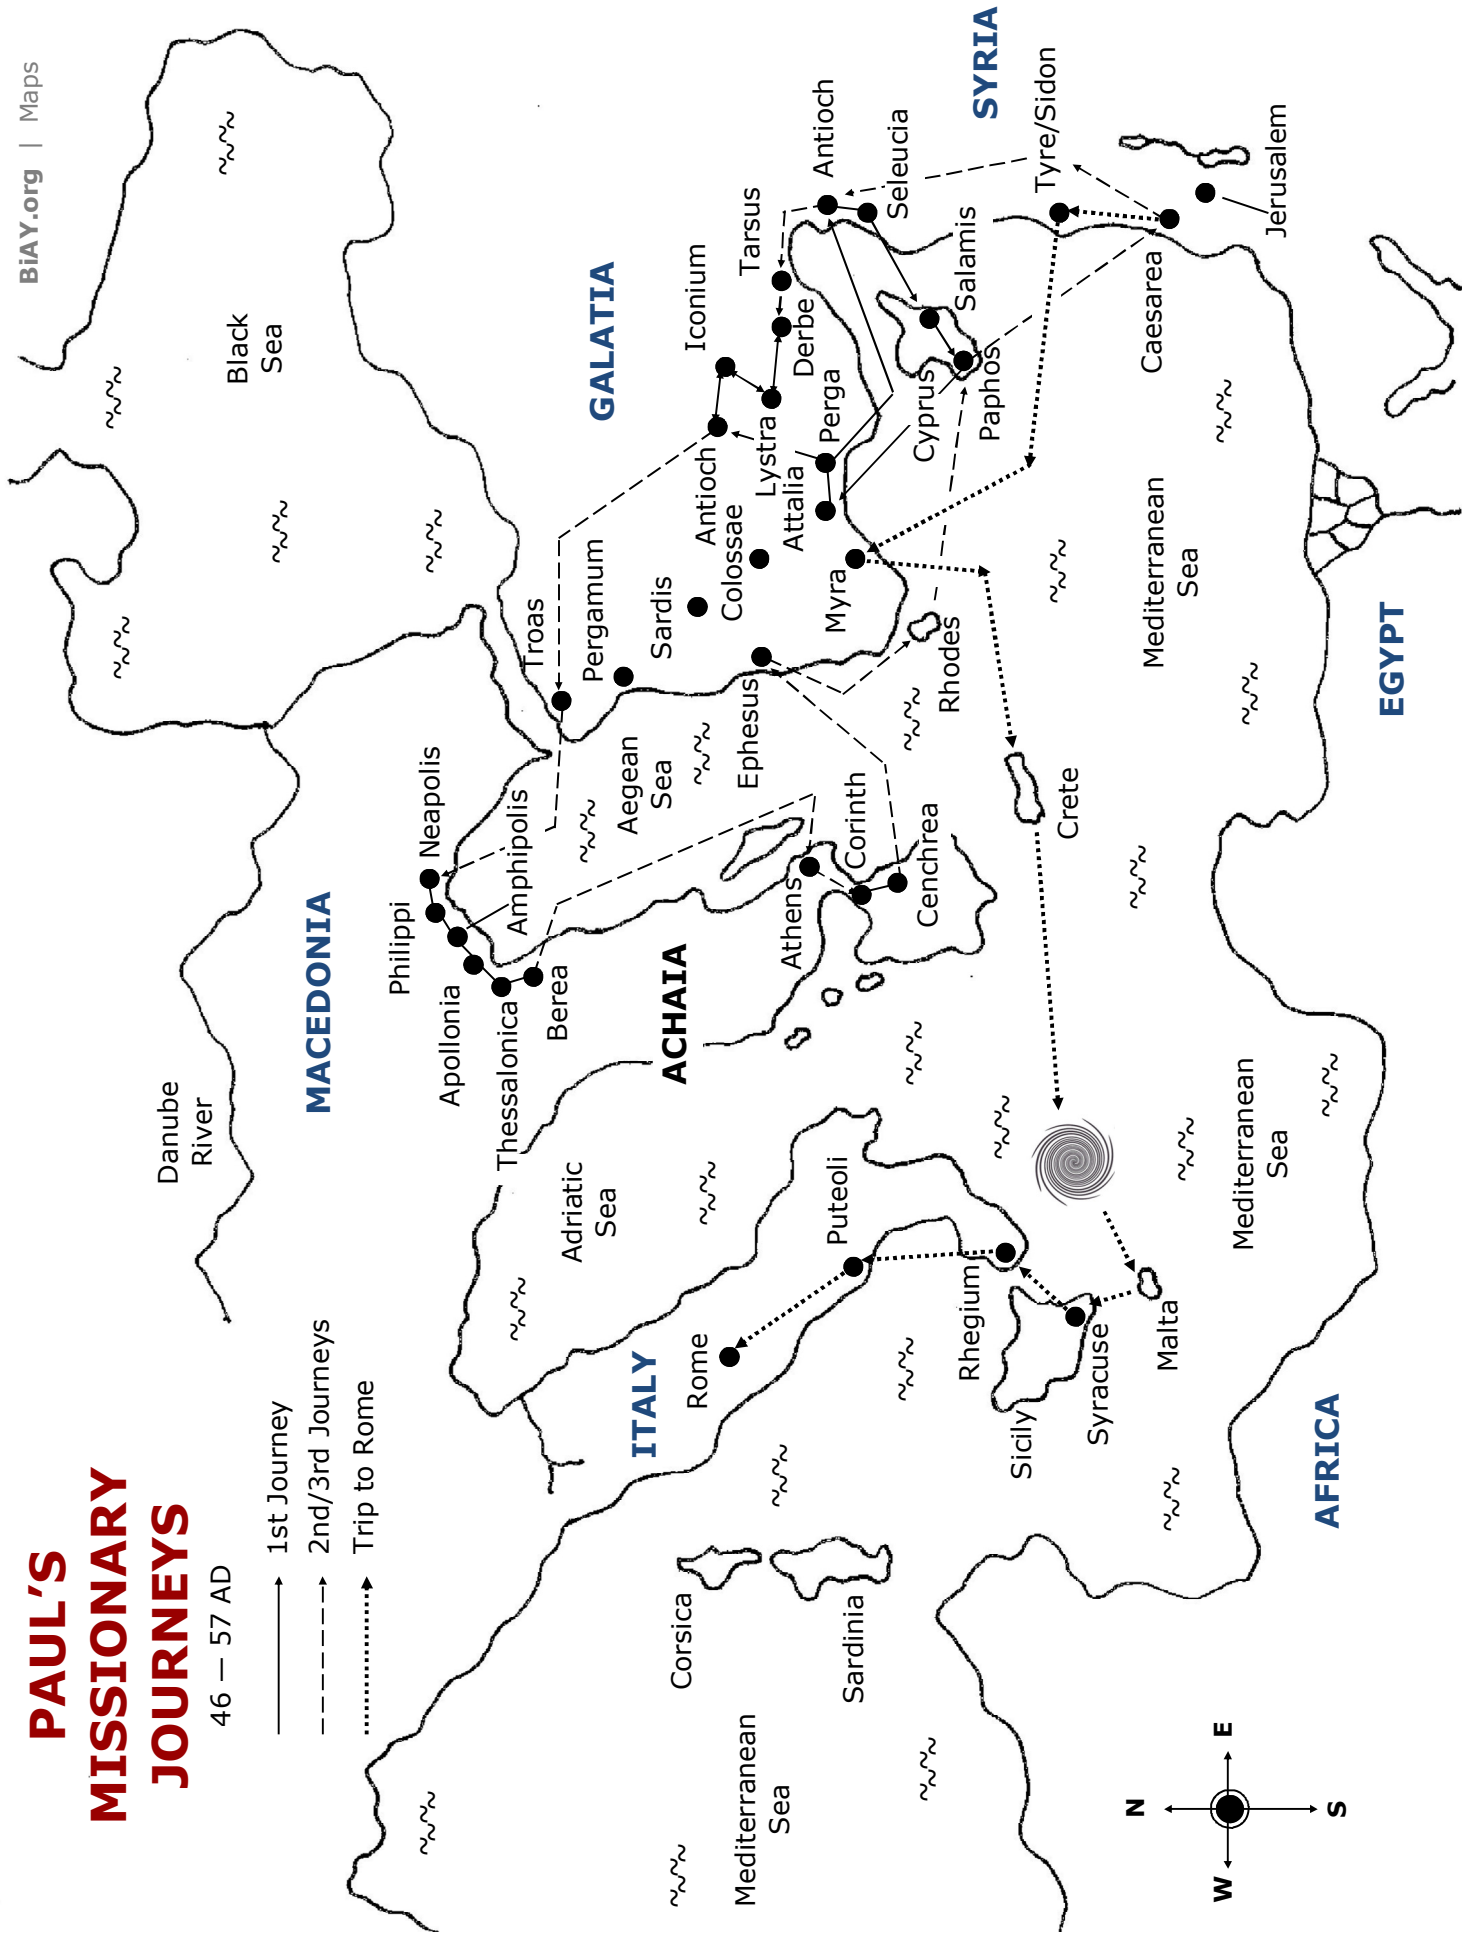 PAUL'S
MISSIONARY
JOURNEYS
46 — 57 AD
1st Journey
2nd/3rd Journeys
Trip to Rome
BiAY.org | Maps
Danube
River
Black
Sea
MACEDONIA
GALATIA
SYRIA
ACHAIA
ITALY
AFRICA
EGYPT
Philippi
Neapolis
Apollonia
Amphipolis
Thessalonica
Berea
Adriatic
Sea
Aegean
Sea
Troas
Pergamum
Sardis
Colossae
Antioch
Iconium
Lystra
Derbe
Tarsus
Antioch
Seleucia
Attalia
Perga
Myra
Ephesus
Rhodes
Cyprus
Salamis
Paphos
Tyre/Sidon
Caesarea
Jerusalem
Athens
Corinth
Cenchrea
Crete
Rome
Puteoli
Rhegium
Sicily
Syracuse
Malta
Corsica
Sardinia
Mediterranean
Sea
Mediterranean
Sea
Mediterranean
Sea
N
W
E
S